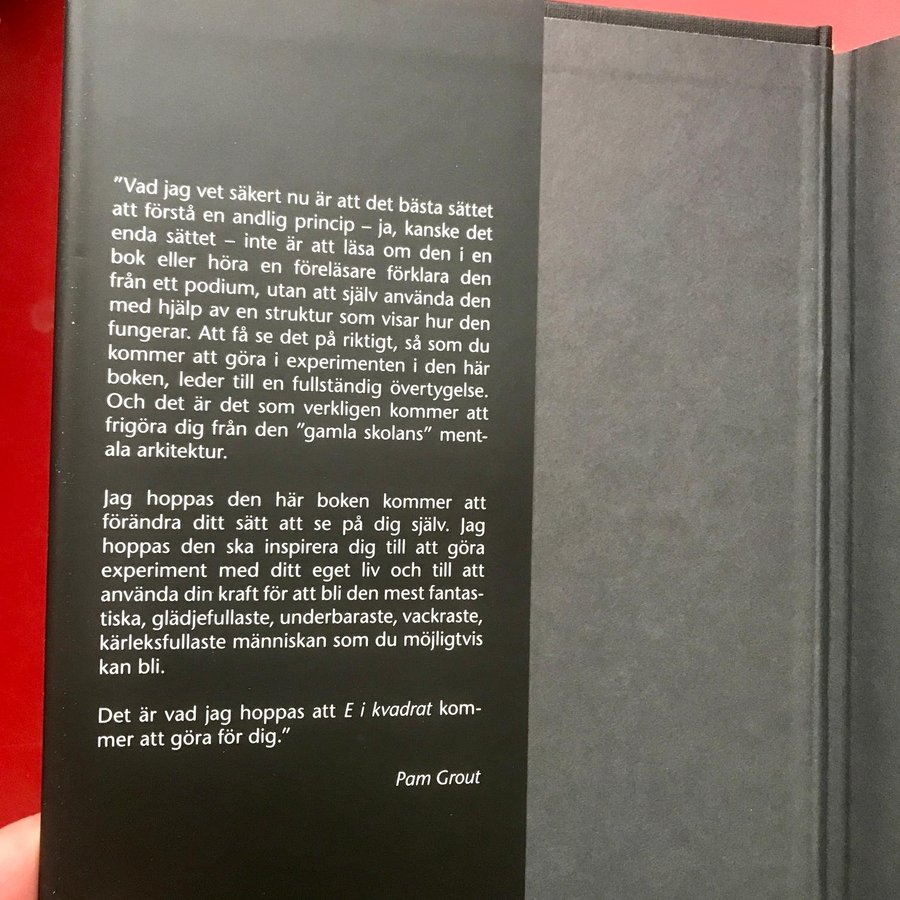 ”Vad jag vet säkert nu är att det bästa sättet
att förstå en andlig princip – ja, kanske det
enda sättet – inte är att läsa om den i en
bok eller höra en föreläsare förklara den
från ett podium, utan att själv använda den
med hjälp av en struktur som visar hur den
fungerar. Att få se det på riktigt, så som du
kommer att göra i experimenten i den här
boken, leder till en fullständig övertygelse.
Och det är det som verkligen kommer att
frigöra dig från den ”gamla skolans” ment-
ala arkitektur.
Jag hoppas den här boken kommer att
förändra ditt sätt att se på dig själv. Jag
hoppas den ska inspirera dig till att göra
experiment med ditt eget liv och till att
använda din kraft för att bli den mest fantas-
tiska, glädjefullaste, underbaraste, vackraste,
kärleksfullaste människan som du möjligtvis
kan bli.
Det är vad jag hoppas att E i kvadrat kom-
mer att göra för dig.”
Pam Grout